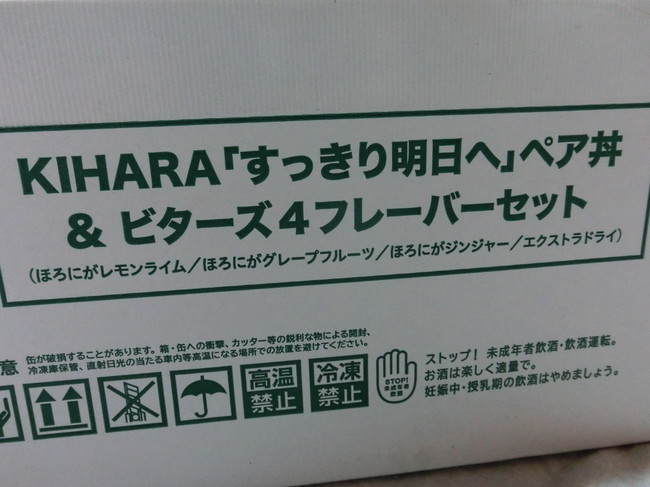 KIHARA「すっきり明日へ」ペア丼
& ビターズ4フレーバーセット
(ほろにがレモンライム/ほろにがグレープフルーツ/ほろにがジンジャー/エクストラドライ)
意 缶が破損することがあります。箱・缶への衝撃、カッター等の鋭利な物による開封、
冷凍庫保管、直射日光の当たる車内等高温になる場所での放置を避けてください。
高温
禁止
冷凍
禁止
STOP!
未成年者
飲酒
ストップ! 未成年者飲酒・飲酒運転。
お酒は楽しく適量で。
妊娠中・授乳期の飲酒はやめましょう。